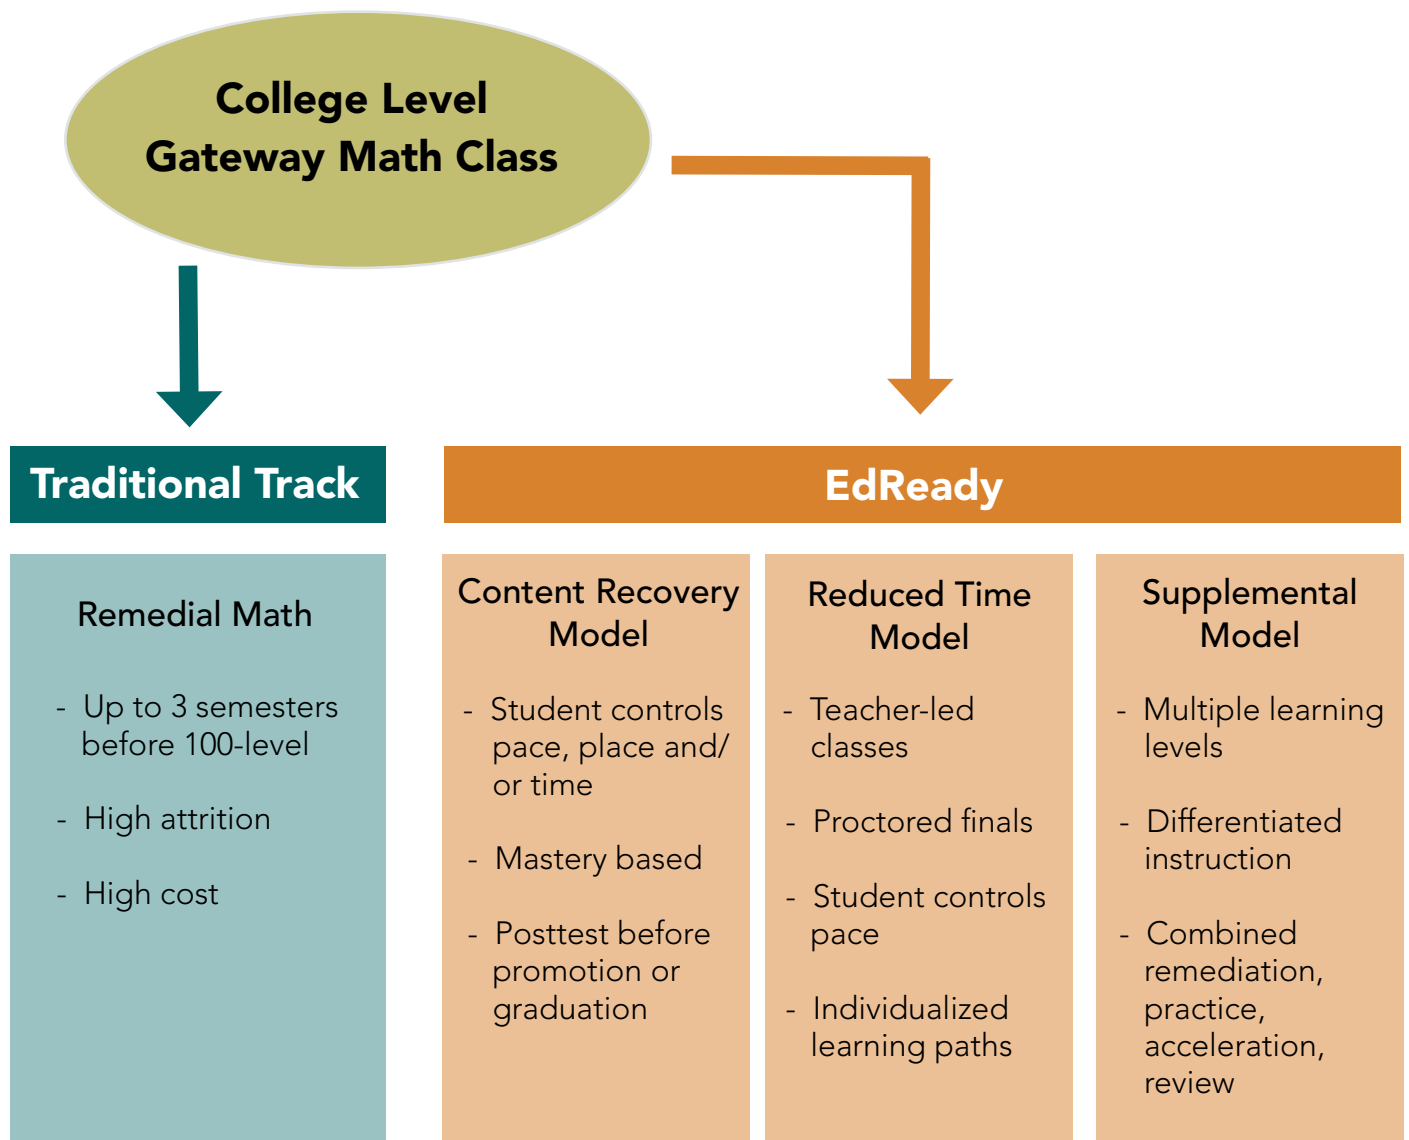 College Level
Gateway Math Class
Traditional Track
EdReady
Remedial Math
- Up to 3 semesters
before 100-level
- High attrition
- High cost
Content Recovery
Model
- Student controls
pace, place and/
or time
- Mastery based
- Posttest before
promotion or
graduation
Reduced Time
Model
- Teacher-led
classes
- Proctored finals
- Student controls
pace
- Individualized
learning paths
Supplemental
Model
- Multiple learning
levels
- Differentiated
instruction
- Combined
remediation,
practice,
acceleration,
review